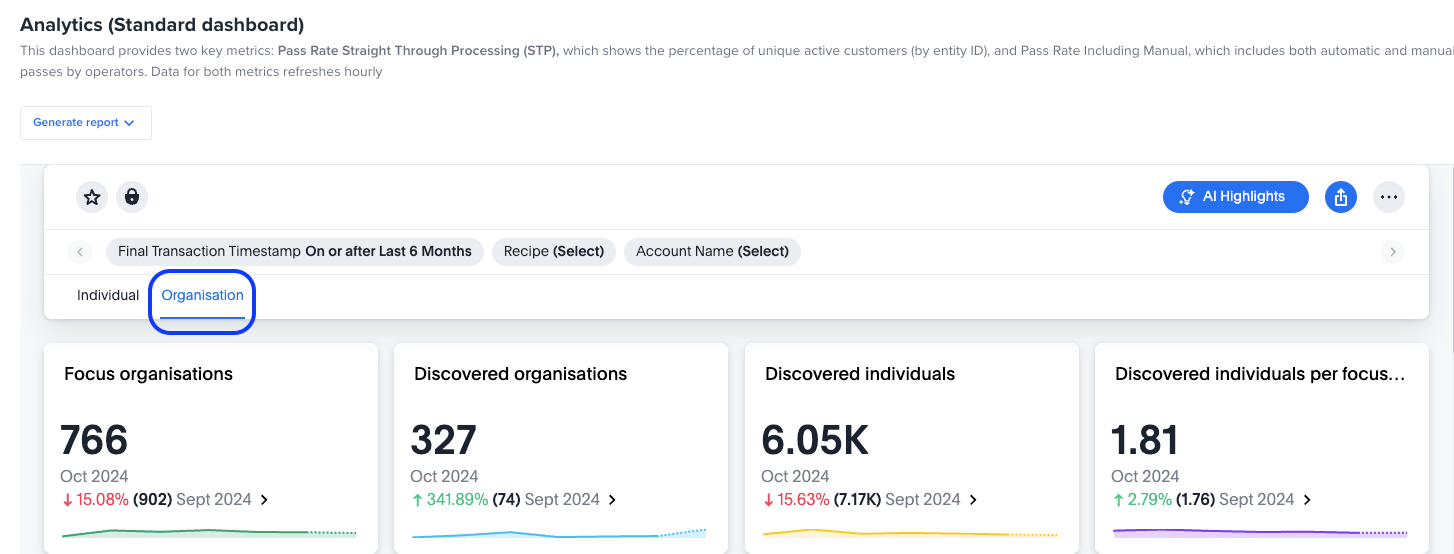 Analytics (Standard dashboard)
This dashboard provides two key metrics: Pass Rate Straight Through Processing (STP), which shows the percentage of unique active customers (by entity ID), and Pass Rate Including Manual, which includes both automatic and manual
passes by operators. Data for both metrics refreshes hourly
Generate report
AI Highlights
Final Transaction Timestamp On or after Last 6 Months Recipe (Select) Account Name (Select)
Individual Organisation
Focus organisations Discovered organisations Discovered individuals Discovered individuals per focus...
766 327 6.05K 1.81
Oct 2024 Oct 2024 Oct 2024 Oct 2024
↓ 15.08% (902) Sept 2024 ↑ 341.89% (74) Sept 2024 ↓ 15.63% (7.17K) Sept 2024 ↑ 2.79% (1.76) Sept 2024